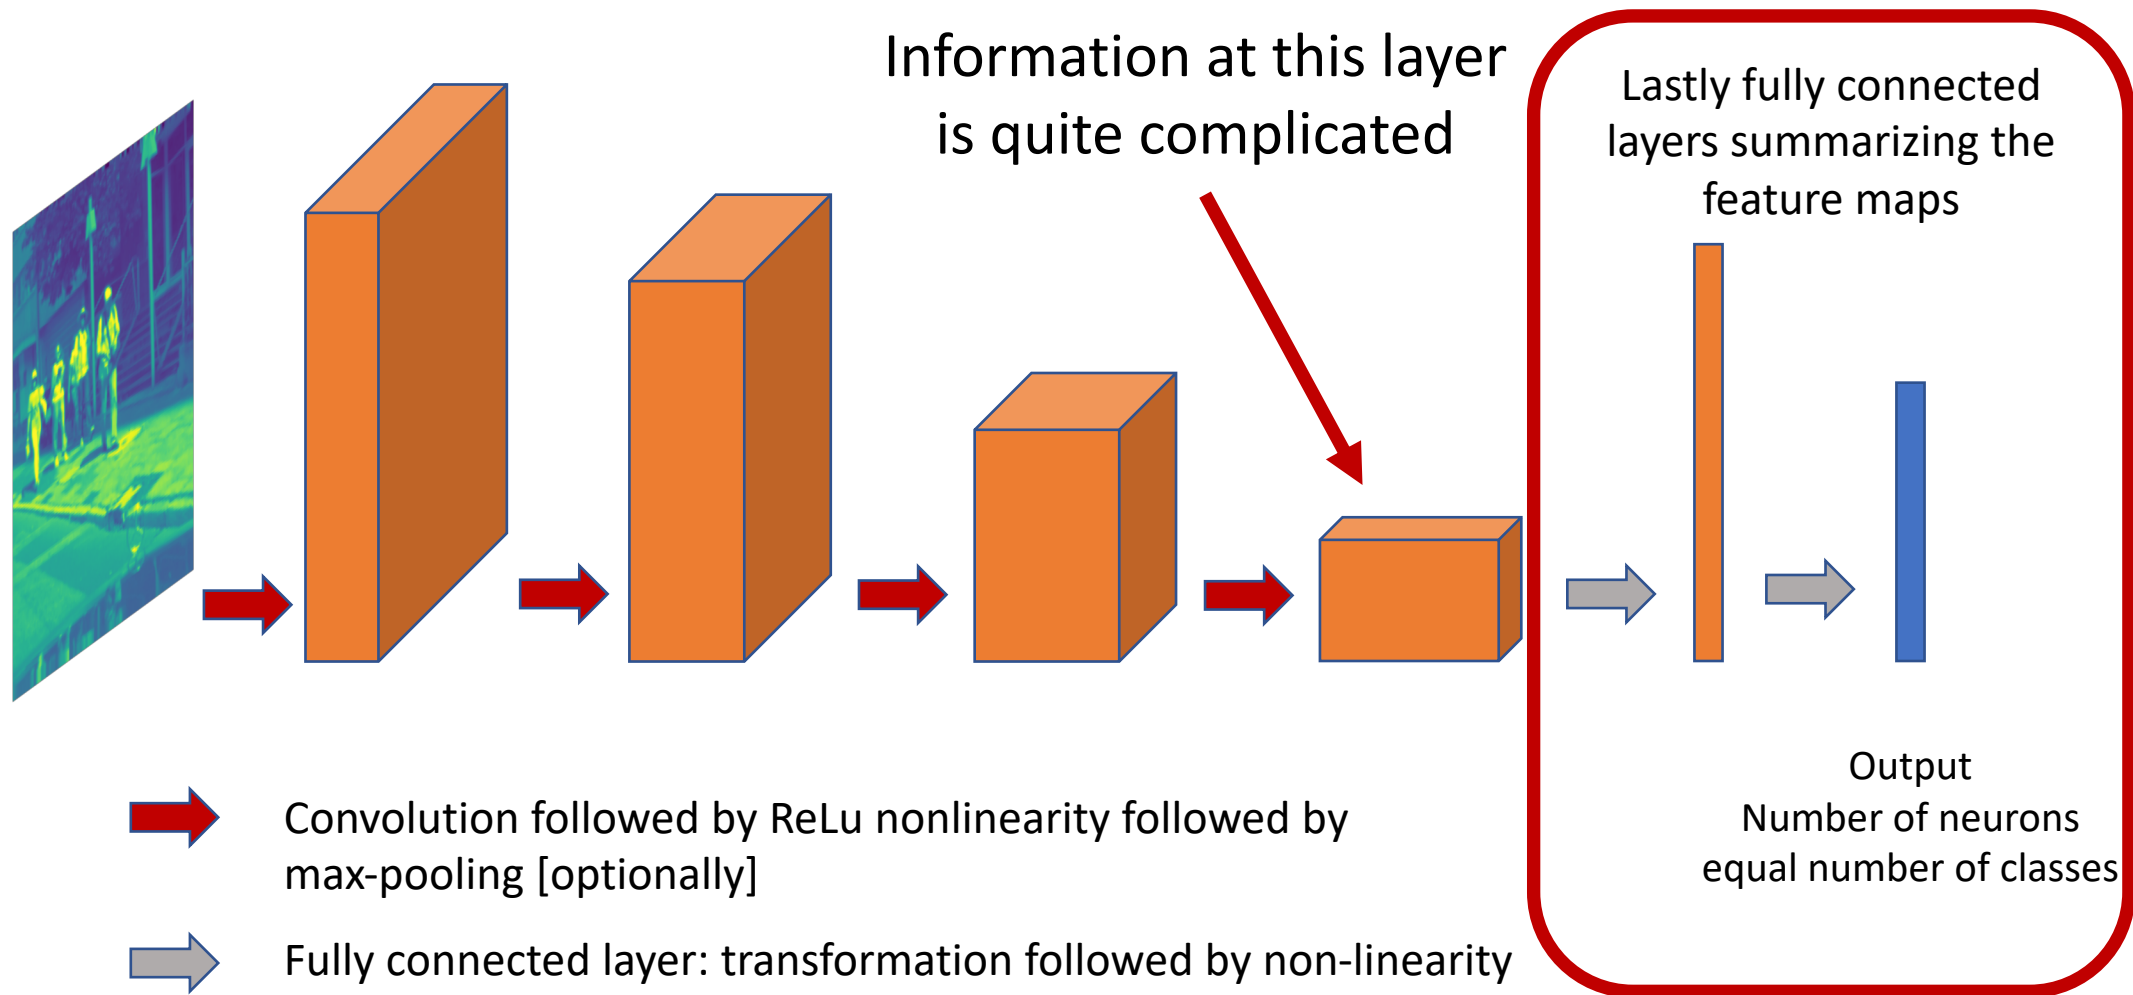 Information at this layer
is quite complicated
Lastly fully connected
layers summarizing the
feature maps
Output
Number of neurons
equal number of classes
Convolution followed by ReLu nonlinearity followed by
max-pooling [optionally]
Fully connected layer: transformation followed by non-linearity